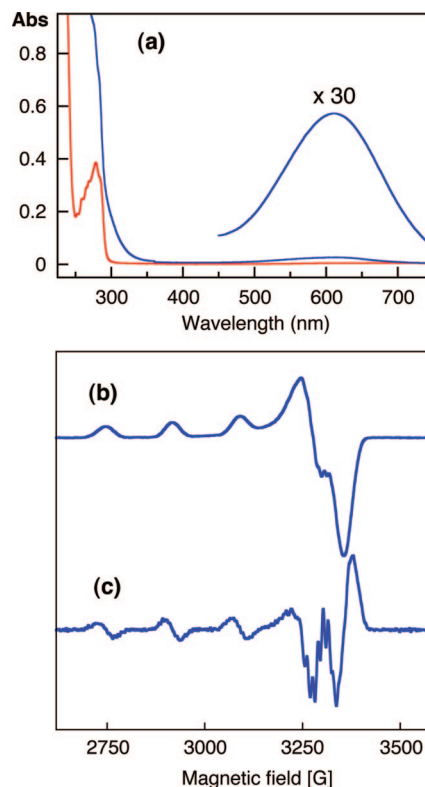 Abs
(a)
0.8
x 30
0.6
0.4
0.2
0
300 400 500 600 700
Wavelength (nm)
(b)
(c)
2750 3000 3250 3500
Magnetic field [G]